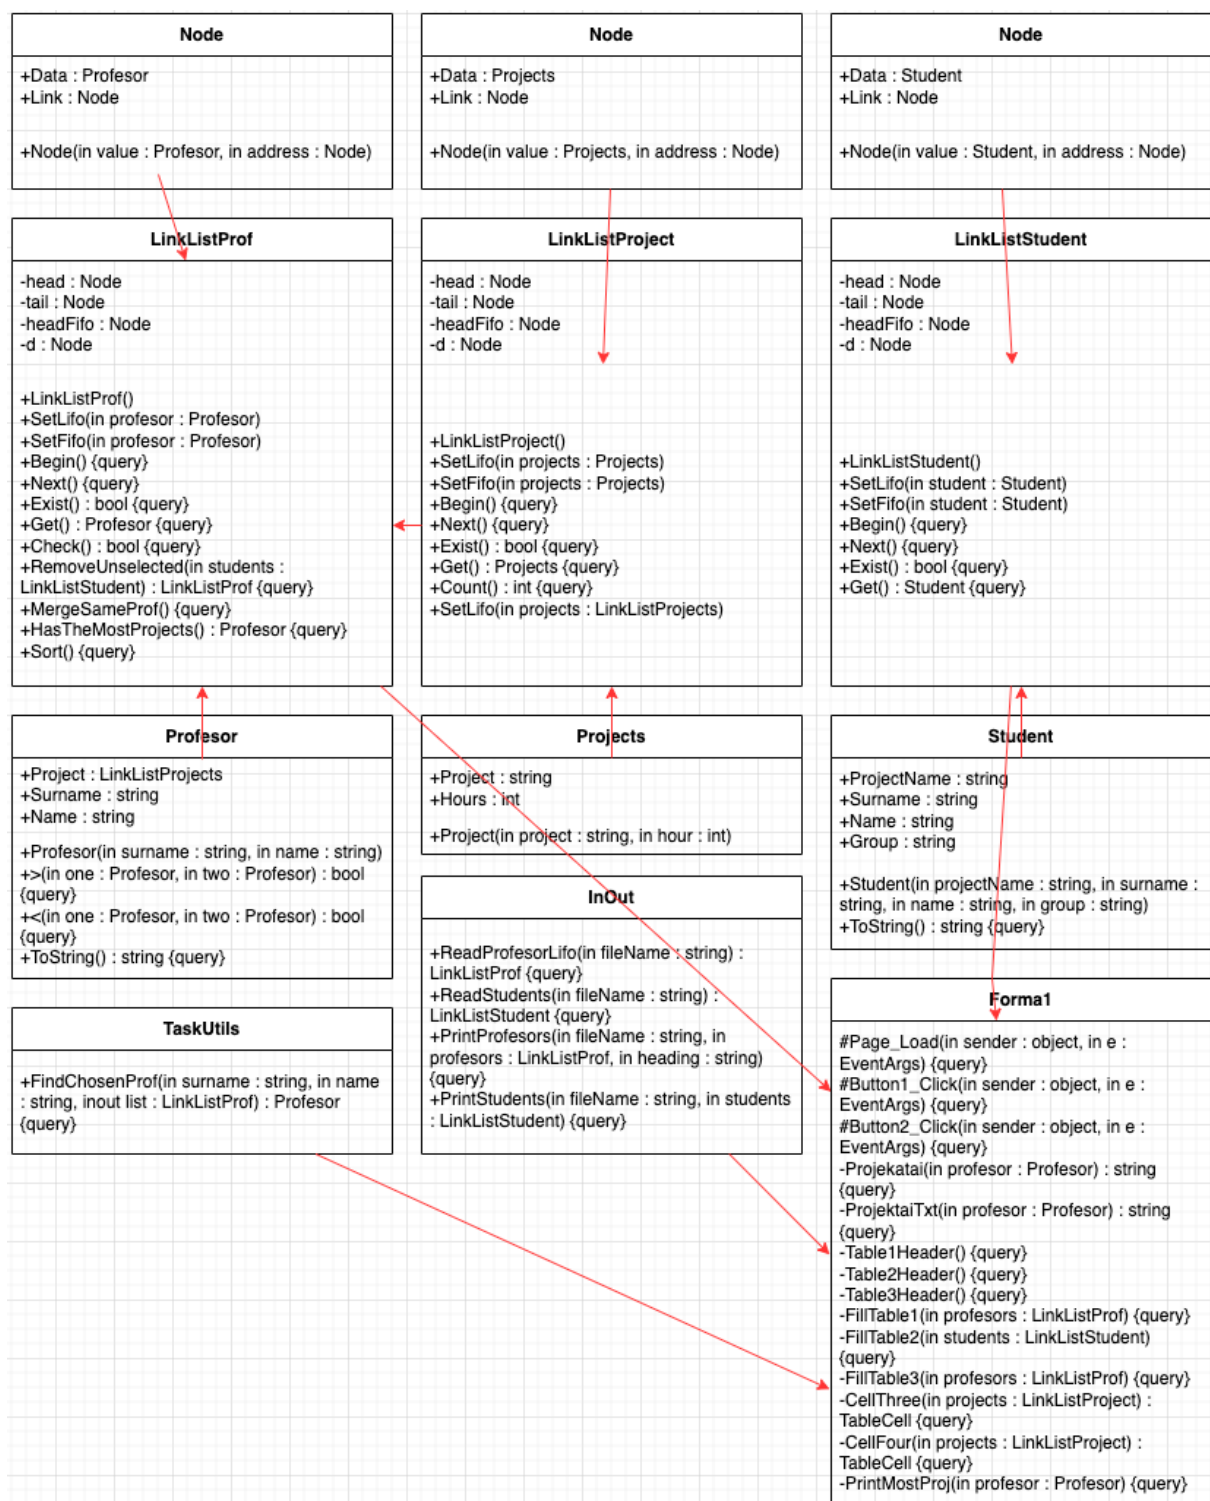 Node
+Data : Profesor
+Link : Node
+Node(in value : Profesor, in address : Node)
Node
+Data : Projects
+Link : Node
+Node(in value : Projects, in address : Node)
Node
+Data : Student
+Link : Node
+Node(in value : Student, in address : Node)
LinkListProf
-head : Node
-tail : Node
-headFifo : Node
-d : Node
+LinkListProf()
+SetLifo(in profesor : Profesor)
+SetFifo(in profesor : Profesor)
+Begin() {query}
+Next() {query}
+Exist() : bool {query}
+Get() : Profesor {query}
+Check() : bool {query}
+RemoveUnselected(in students :
LinkListStudent) : LinkListProf {query}
+MergeSameProf() {query}
+HasTheMostProjects() : Profesor {query}
+Sort() {query}
LinkListProject
-head : Node
-tail : Node
-headFifo : Node
-d : Node
+LinkListProject()
+SetLifo(in projects : Projects)
+SetFifo(in projects : Projects)
+Begin() {query}
+Next() {query}
+Exist() : bool {query}
+Get() : Projects {query}
+Count() : int {query}
+SetLifo(in projects : LinkListProjects)
LinkListStudent
-head : Node
-tail : Node
-headFifo : Node
-d : Node
+LinkListStudent()
+SetLifo(in student : Student)
+SetFifo(in student : Student)
+Begin() {query}
+Next() {query}
+Exist() : bool {query}
+Get() : Student {query}
Profesor
+Project : LinkListProjects
+Surname : string
+Name : string
+Profesor(in surname : string, in name : string)
+>(in one : Profesor, in two : Profesor) : bool
{query}
+<(in one : Profesor, in two : Profesor) : bool
{query}
+ToString() : string {query}
Projects
+Project : string
+Hours : int
+Project(in project : string, in hour : int)
Student
+ProjectName : string
+Surname : string
+Name : string
+Group : string
+Student(in projectName : string, in surname :
string, in name : string, in group : string)
+ToString() : string {query}
TaskUtils
+FindChosenProf(in surname : string, in name
: string, inout list : LinkListProf) : Profesor
{query}
InOut
+ReadProfesorLifo(in fileName : string) :
LinkListProf {query}
+ReadStudents(in fileName : string) :
LinkListStudent {query}
+PrintProfesors(in fileName : string, in
profesors : LinkListProf, in heading : string)
{query}
+PrintStudents(in fileName : string, in students
: LinkListStudent) {query}
Forma1
#Page_Load(in sender : object, in e :
EventArgs) {query}
#Button1_Click(in sender : object, in e :
EventArgs) {query}
#Button2_Click(in sender : object, in e :
EventArgs) {query}
-Projekatai(in profesor : Profesor) : string
{query}
-ProjektaiTxt(in profesor : Profesor) : string
{query}
-Table1Header() {query}
-Table2Header() {query}
-Table3Header() {query}
-FillTable1(in profesors : LinkListProf) {query}
-FillTable2(in students : LinkListStudent)
{query}
-FillTable3(in profesors : LinkListProf) {query}
-CellThree(in projects : LinkListProject) :
TableCell {query}
-CellFour(in projects : LinkListProject) :
TableCell {query}
-PrintMostProj(in profesor : Profesor) {query}